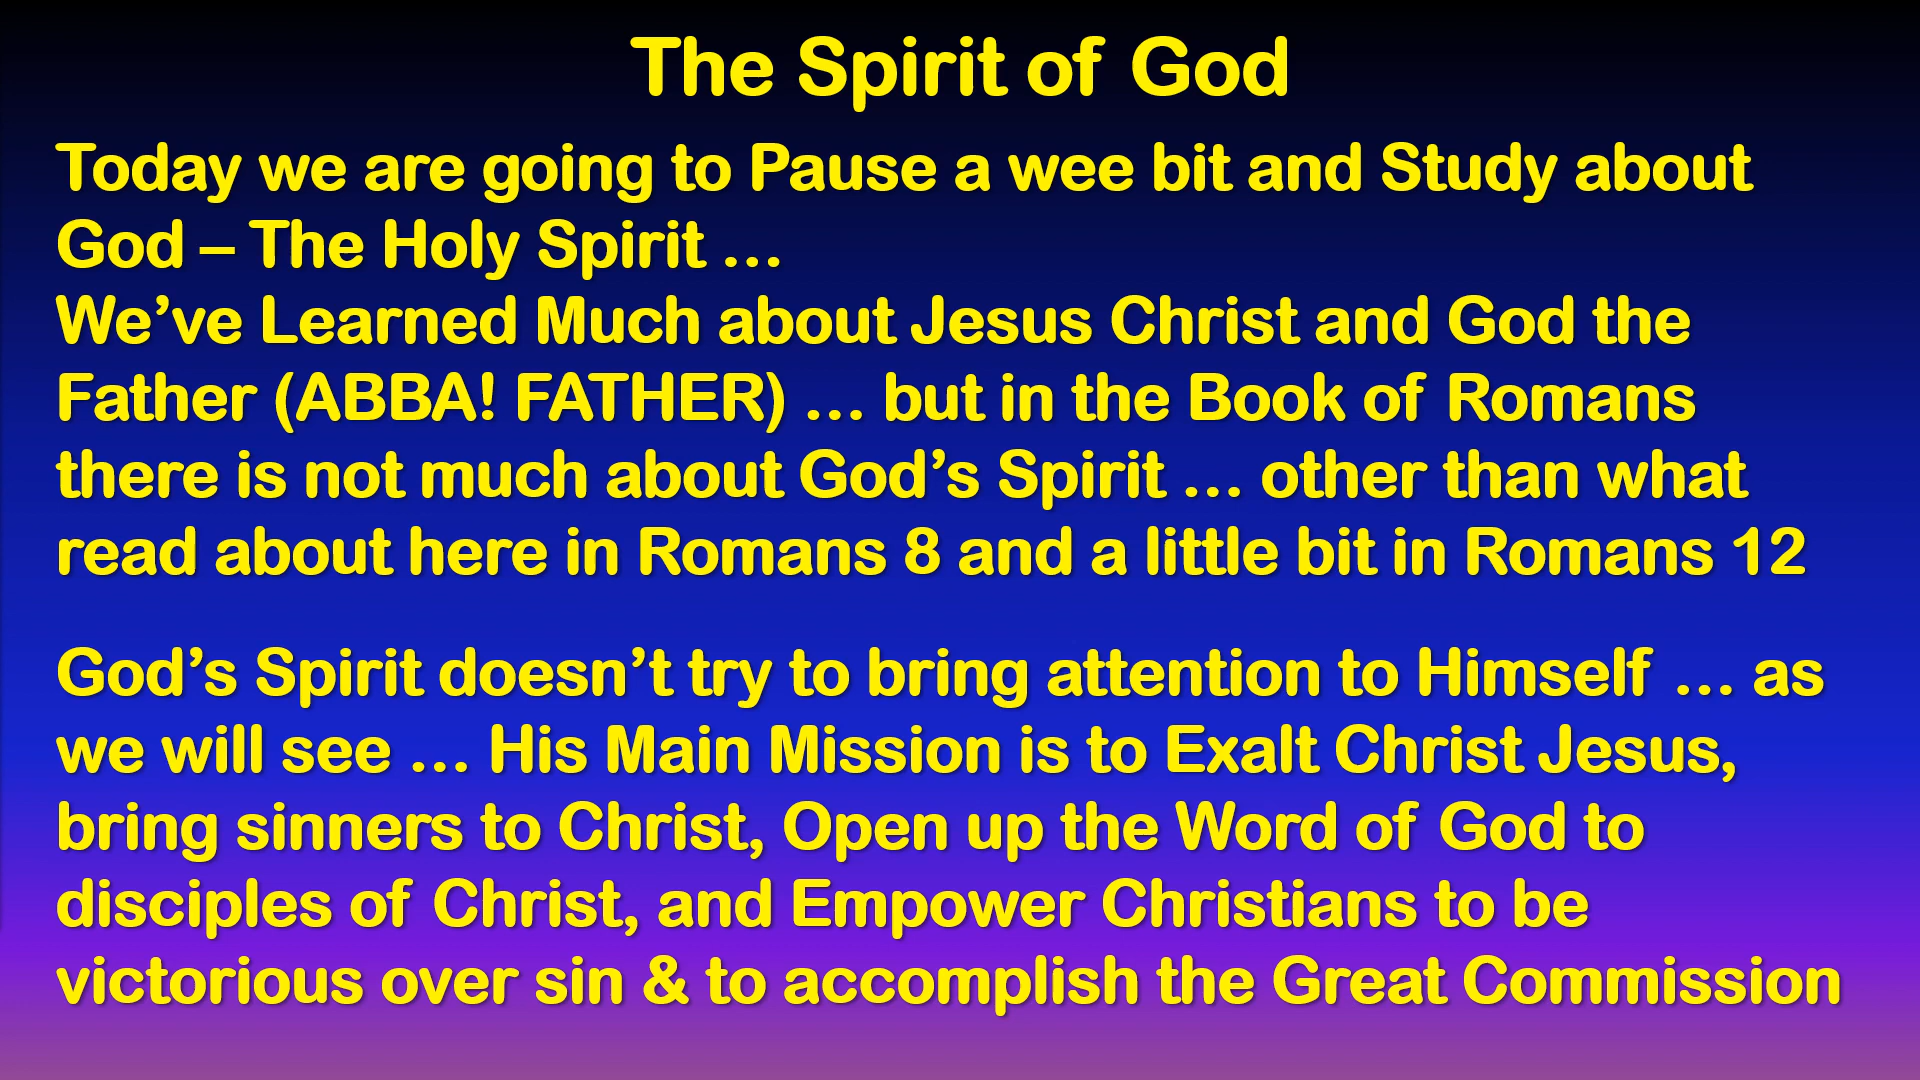 The Spirit of God
Today we are going to Pause a wee bit and Study about
God – The Holy Spirit …
We’ve Learned Much about Jesus Christ and God the
Father (ABBA! FATHER) … but in the Book of Romans
there is not much about God’s Spirit … other than what
read about here in Romans 8 and a little bit in Romans 12
God’s Spirit doesn’t try to bring attention to Himself … as
we will see … His Main Mission is to Exalt Christ Jesus,
bring sinners to Christ, Open up the Word of God to
disciples of Christ, and Empower Christians to be
victorious over sin & to accomplish the Great Commission